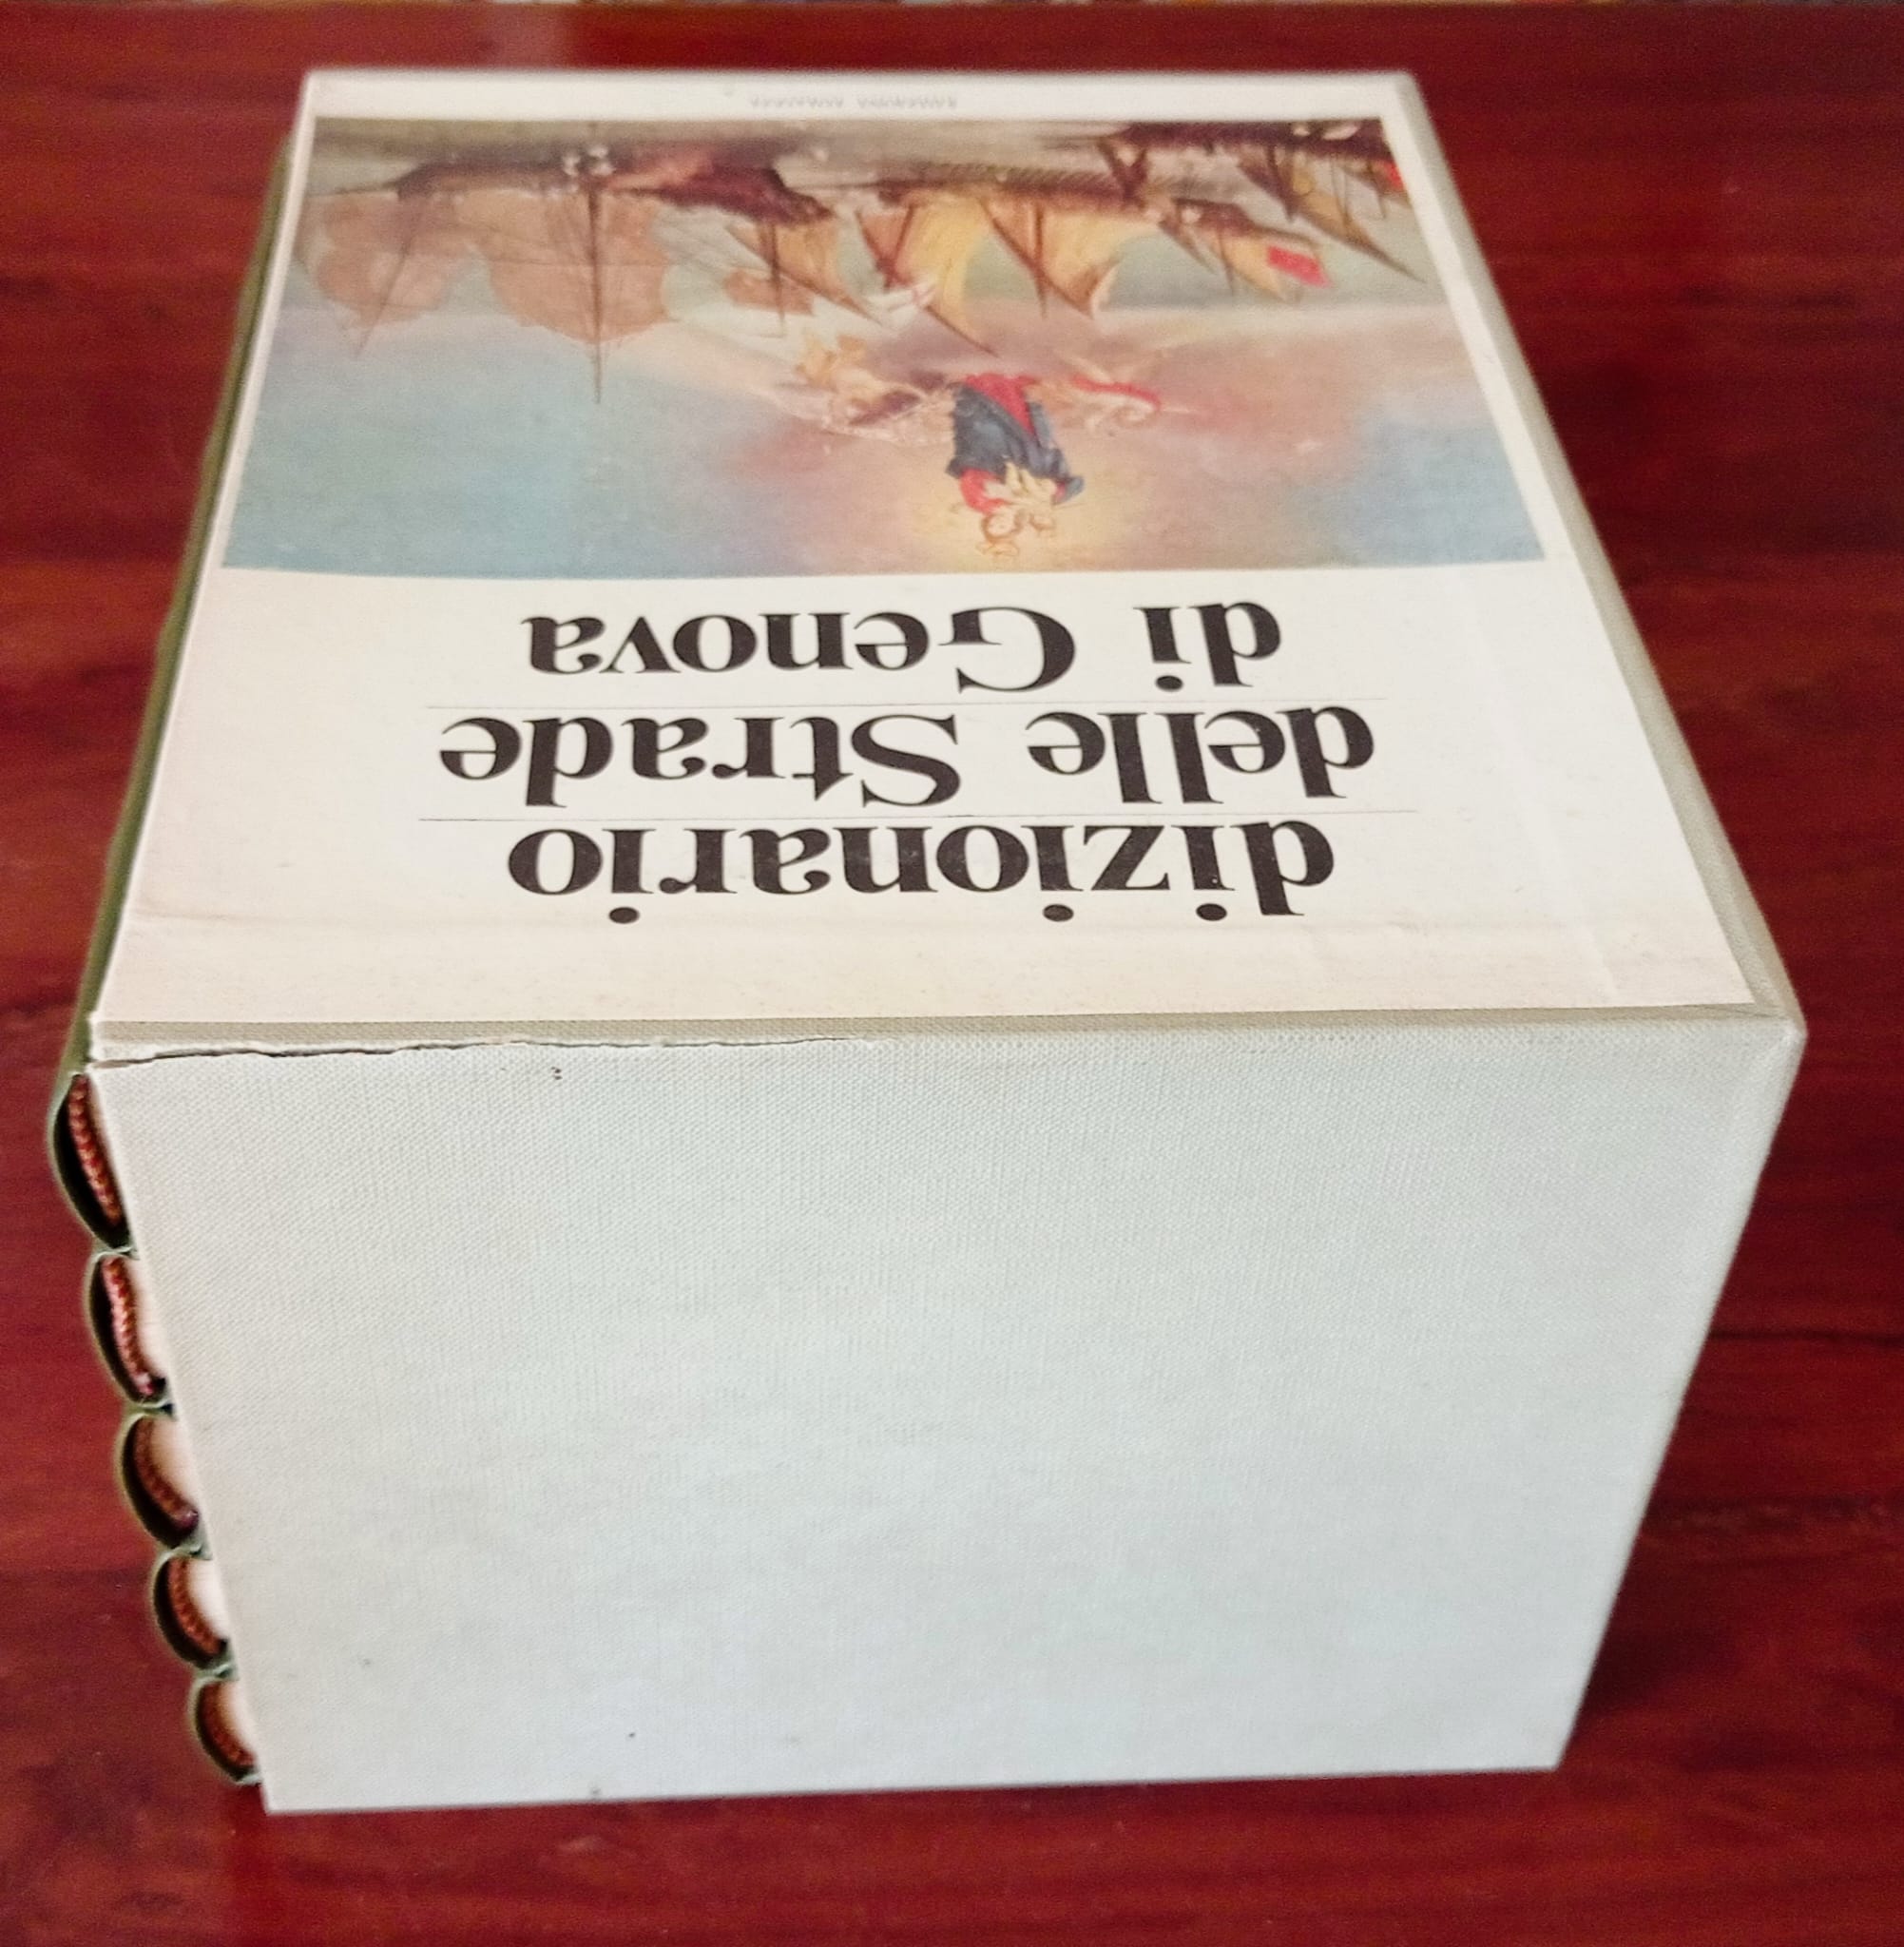 dizionario
delle Strade
di Genova